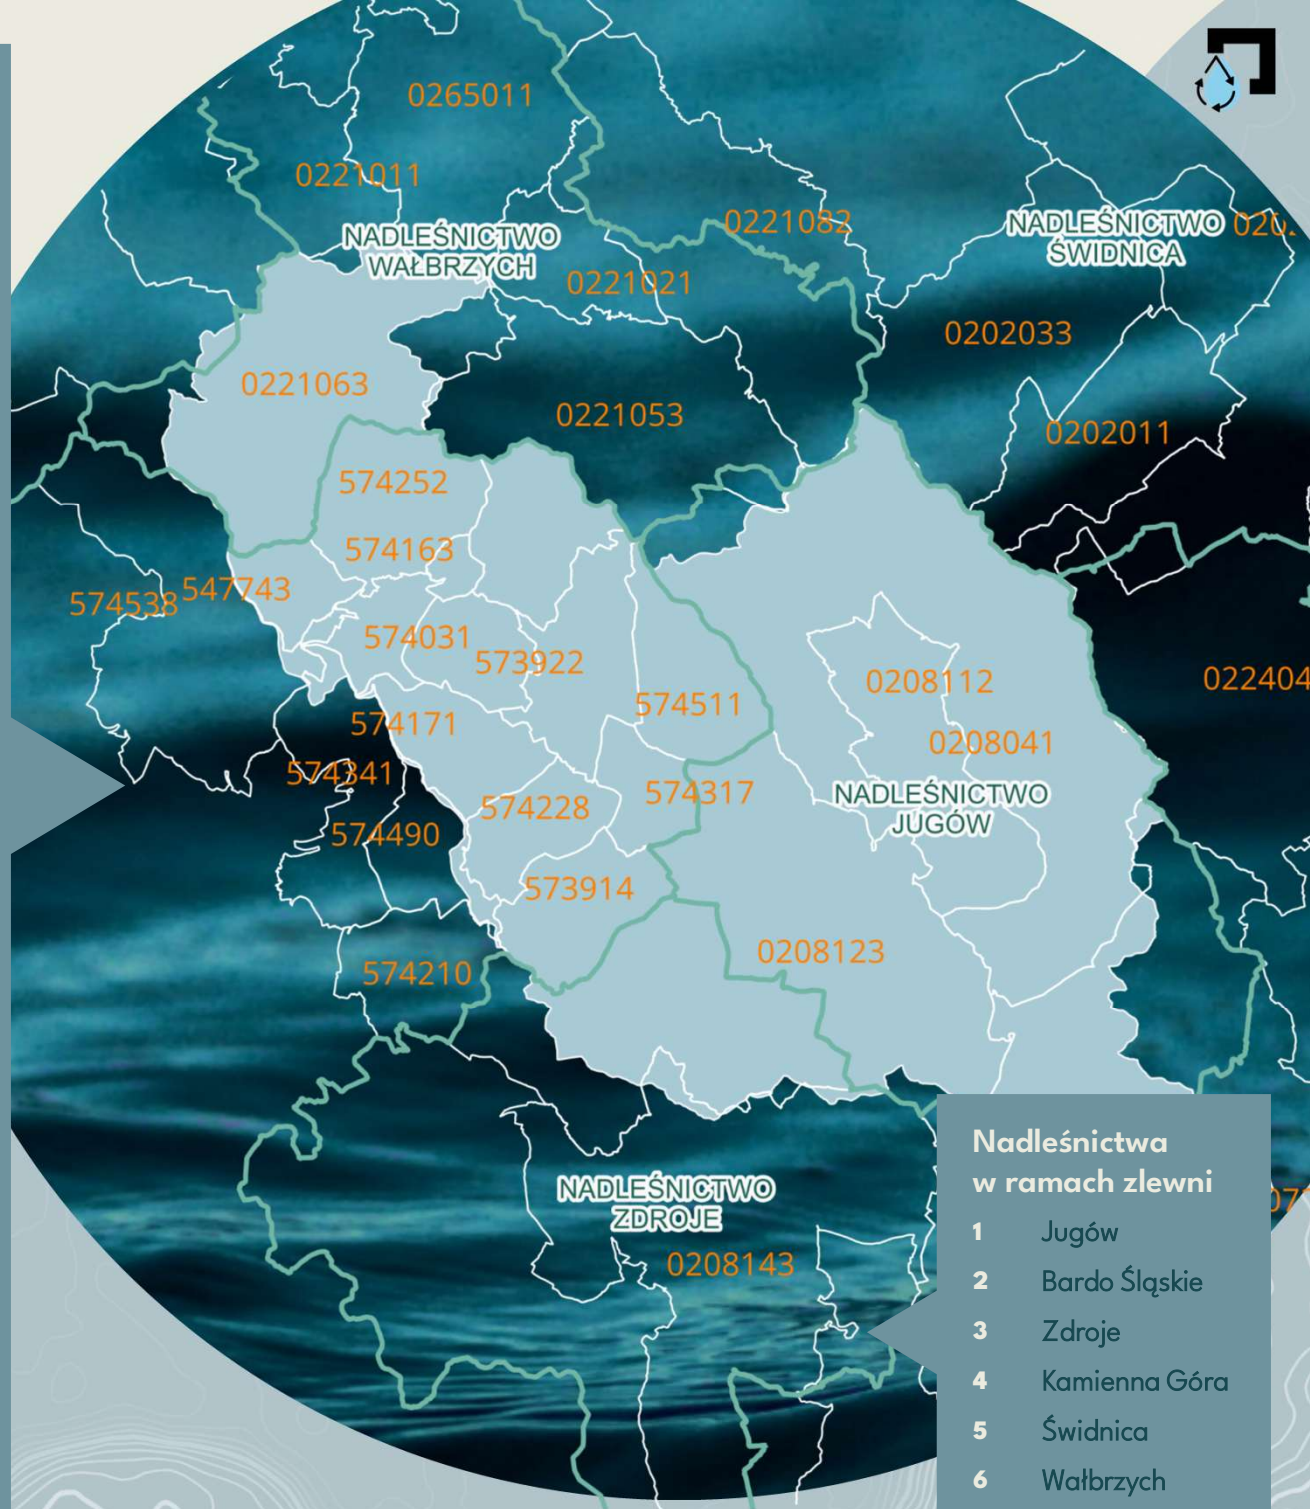 0265011
0221011
NADLEŚNICTWO
WAŁBRZYCH
0221082
NADLEŚNICTWO
ŚWIDNICA
0221021
0202033
0221063
0221053
0202011
574252
574163
547743
574538
574031
573922
0208112
022404
574511
574171
0208041
574341
574317
NADLEŚNICTWO
JUGÓW
574228
574490
573914
0208123
574210
NADLEŚNICTWO
ZDROJE
0208143
Nadleśnictwa
w ramach zlewni
1 Jugów
2 Bardo Śląskie
3 Zdroje
4 Kamienna Góra
5 Świdnica
6 Wałbrzych